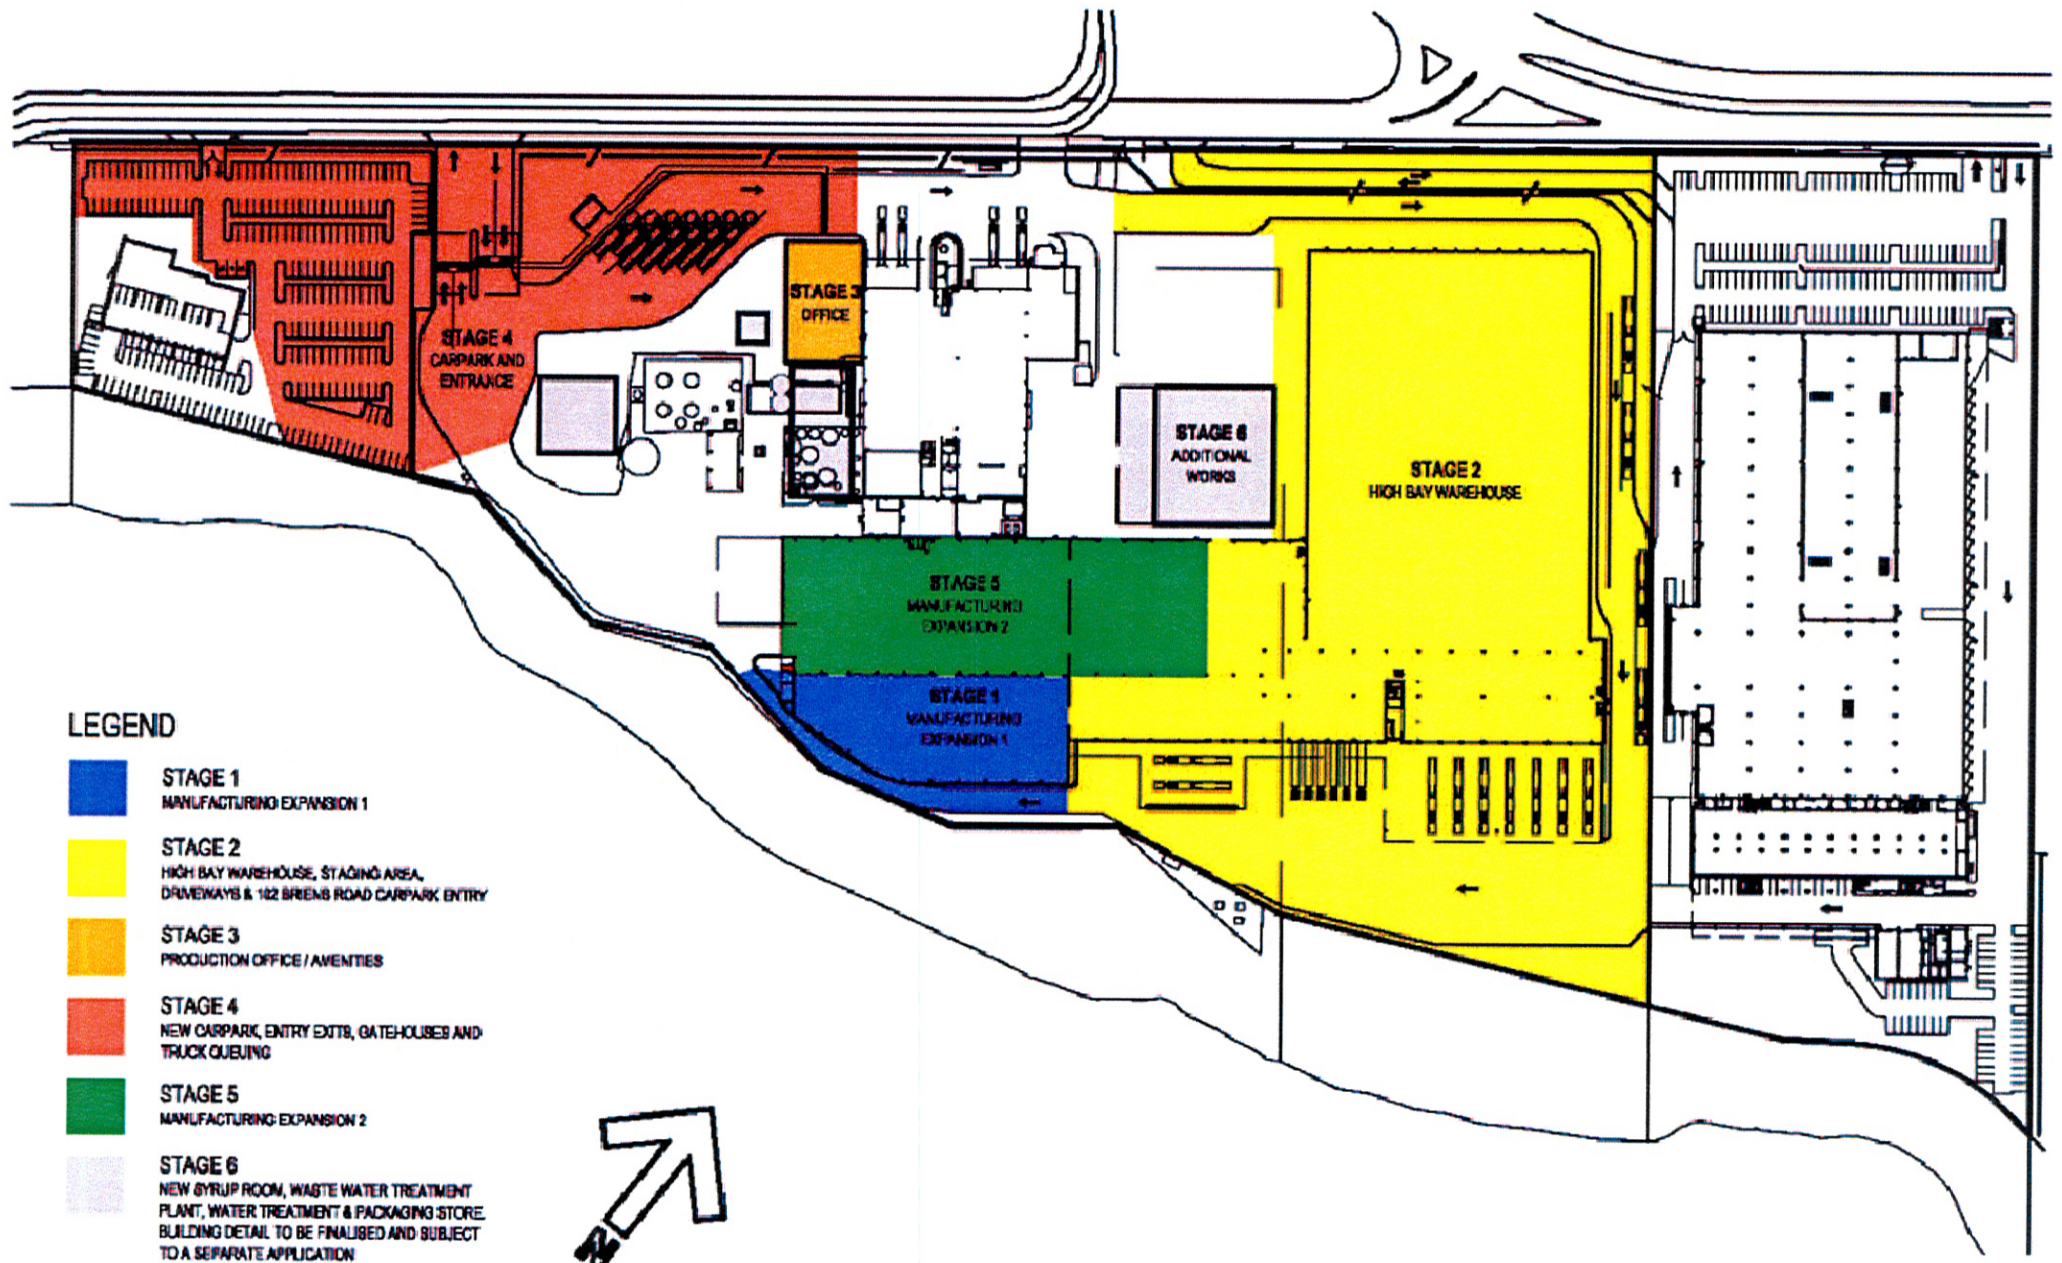 STAGE 3
OFFICE
STAGE 4
CARPARK AND
ENTRANCE
STAGE 6
ADDITIONAL
WORKS
STAGE 2
HIGH BAY WAREHOUSE
STAGE 5
MANUFACTURING
EXPANSION 2
STAGE 1
MANUFACTURING
EXPANSION 1
LEGEND
STAGE 1
MANUFACTURING EXPANSION 1
STAGE 2
HIGH BAY WAREHOUSE, STAGING AREA,
DRIVEWAYS & 102 BRIENS ROAD CARPARK ENTRY
STAGE 3
PRODUCTION OFFICE / AMENITIES
STAGE 4
NEW CARPARK, ENTRY EXITS, GATEHOUSES AND
TRUCK QUEUING
STAGE 5
MANUFACTURING EXPANSION 2
STAGE 6
NEW SYRUP ROOM, WASTE WATER TREATMENT
PLANT, WATER TREATMENT & PACKAGING STORE.
BUILDING DETAIL TO BE FINALISED AND SUBJECT
TO A SEPARATE APPLICATION
N